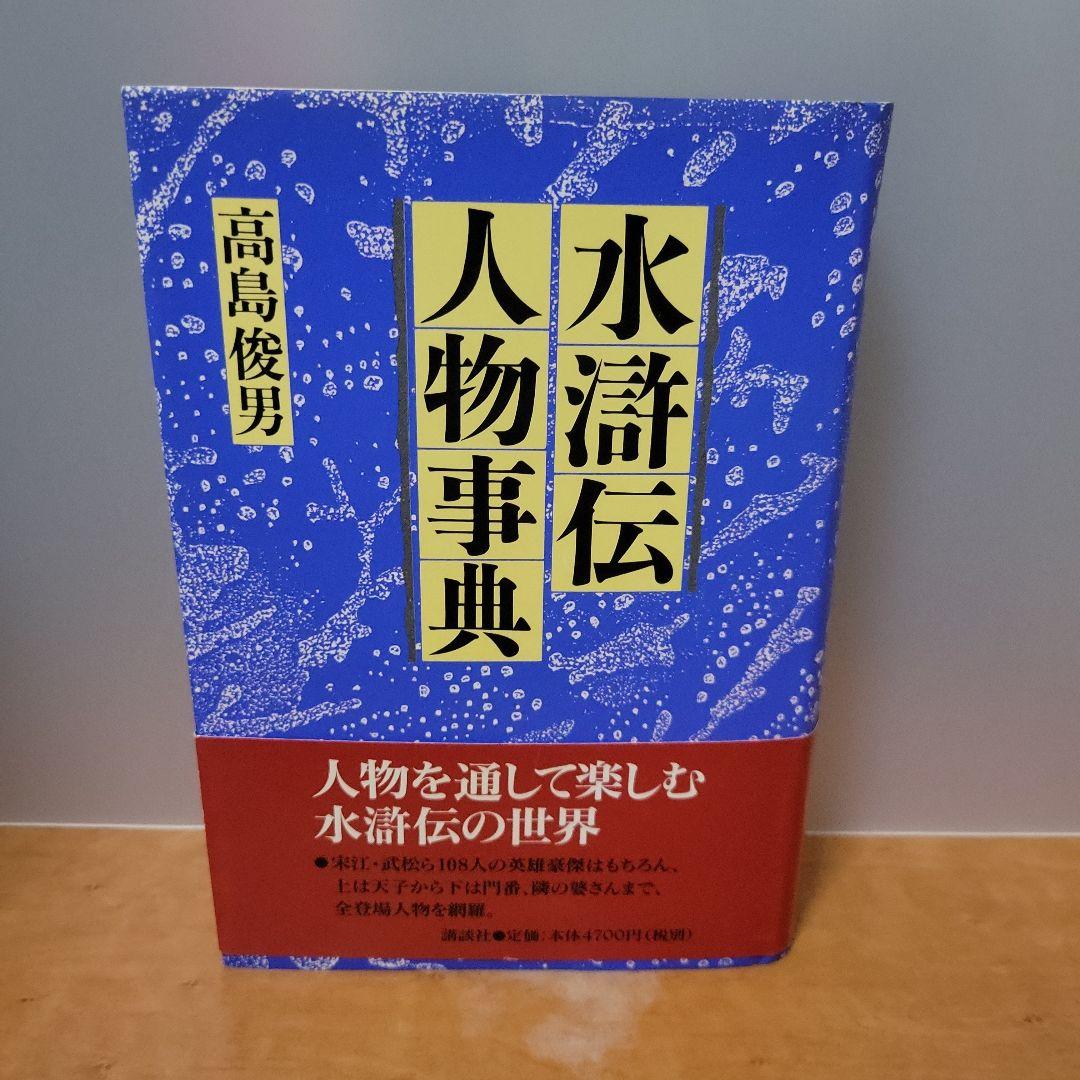 水滸伝
人物事典
高島俊男
人物を通して楽しむ
水滸伝の世界
●宋江・武松ら108人の英雄豪傑はもちろん、
上は天子から下は門番、隣の婆さんまで、
全登場人物を網羅。
講談社●定価:本体4700円(税別)